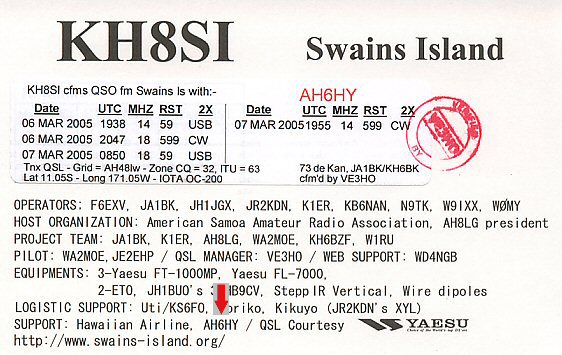 KH8SI Swains Island
KH8SI cfms QSO fm Swains Is with:- AH6HY
Date UTC MHZ RST 2X Date UTC MHZ RST 2X
06 MAR 2005 1938 14 59 USB 07 MAR 2005 1955 14 599 CW
06 MAR 2005 2047 18 599 CW
07 MAR 2005 0850 18 59 USB
Tnx QSL - Grid = AH48lw - Zone CQ = 32, ITU = 63 73 de Kan, JA1BK/KH6BK
Lat 11.05S - Long 171.05W - IOTA OC-200 cfm'd by VE3HO
BY
OPERATORS: F6EXV, JA1BK, JH1JGX, JR2KDN, K1ER, KB6NAN, N9TK, W9IXX, WØMY
HOST ORGANIZATION: American Samoa Amateur Radio Association, AH8LG president
PROJECT TEAM: JA1BK, K1ER, AH8LG, WA2MOE, KH6BZF, W1RU
PILOT: WA2MOE,JE2EHP / QSL MANAGER: VE3HO / WEB SUPPORT: WD4NGB
EQUIPMENTS: 3-Yaesu FT-1000MP, Yaesu FL-7000,
2-ETO, JH1BUO's HB9CV, SteppIR Vertical, Wire dipoles
LOGISTIC SUPPORT: Uti/KS6FO, Kikuyo (JR2KDN's XYL)
SUPPORT: Hawaiian Airline, AH6HY / QSL Courtesy YAESU
http://www.swains-island.org/